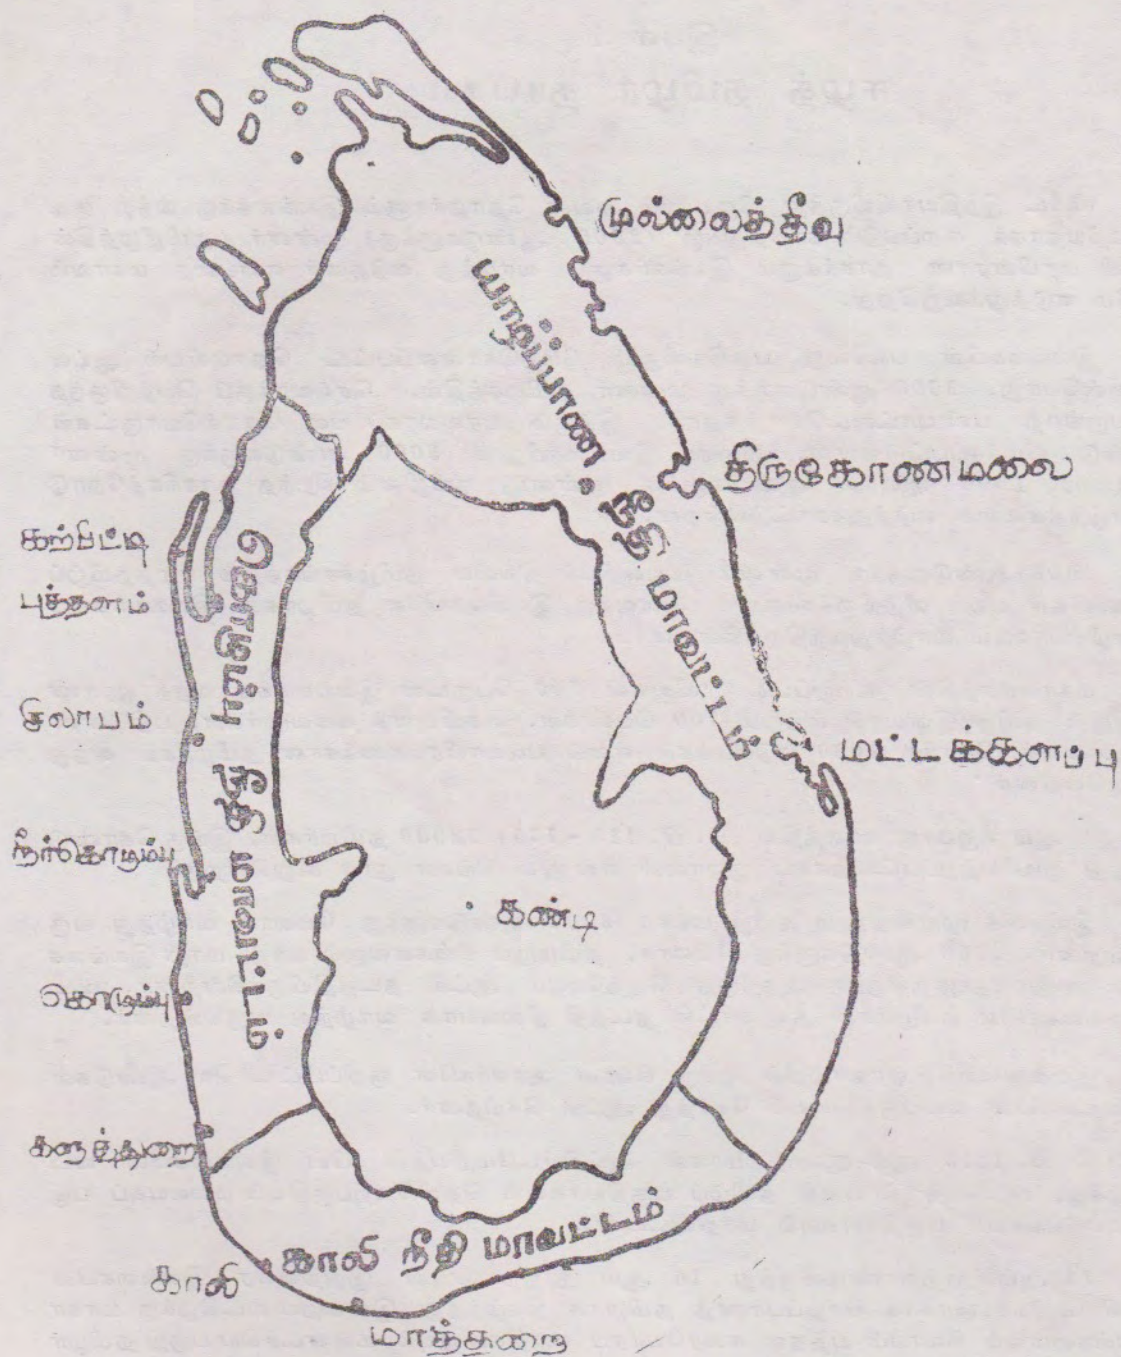 முல்லைத்தீவு
யாழ்ப்பாண நீதி மாவட்டம்
திருகோணமலை
கற்பிட்டி
புத்தளம்
கொழும்பு நீதி மாவட்டம்
சிலாபம்
மட்டக்களப்பு
நீர்கொழும்பு
கண்டி
கொழும்பு
களுத்துறை
காலி நீதி மாவட்டம்
காலி
மாத்தறை